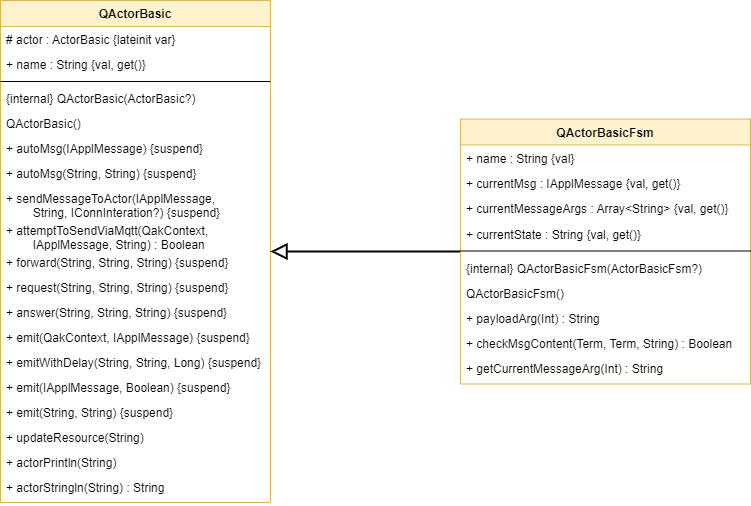 QActorBasic
# actor : ActorBasic {lateinit var}
+ name : String {val, get()}
{internal} QActorBasic(ActorBasic?)
QActorBasic()
+ autoMsg(IApplMessage) {suspend}
+ autoMsg(String, String) {suspend}
+ sendMessageToActor(IApplMessage,
String, IConnInteration?) {suspend}
+ attemptToSendViaMqtt(QakContext,
IApplMessage, String) : Boolean
+ forward(String, String, String) {suspend}
+ request(String, String, String) {suspend}
+ answer(String, String, String) {suspend}
+ emit(QakContext, IApplMessage) {suspend}
+ emitWithDelay(String, String, Long) {suspend}
+ emit(IApplMessage, Boolean) {suspend}
+ emit(String, String) {suspend}
+ updateResource(String)
+ actorPrintln(String)
+ actorStringln(String) : String
QActorBasicFsm
+ name : String {val}
+ currentMsg : IApplMessage {val, get()}
+ currentMessageArgs : Array<String> {val, get()}
+ currentState : String {val, get()}
{internal} QActorBasicFsm(ActorBasicFsm?)
QActorBasicFsm()
+ payloadArg(Int) : String
+ checkMsgContent(Term, Term, String) : Boolean
+ getCurrentMessageArg(Int) : String